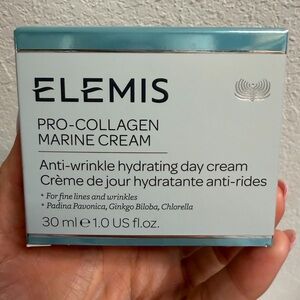 ELEMIS
PRO-COLLAGEN
MARINE CREAM
Anti-wrinkle hydrating day cream
Crème de jour hydratante anti-rides
* For fine lines and wrinkles
* Padina Pavonica, Ginkgo Biloba, Chlorella
30 ml ℮ 1.0 US fl.oz.